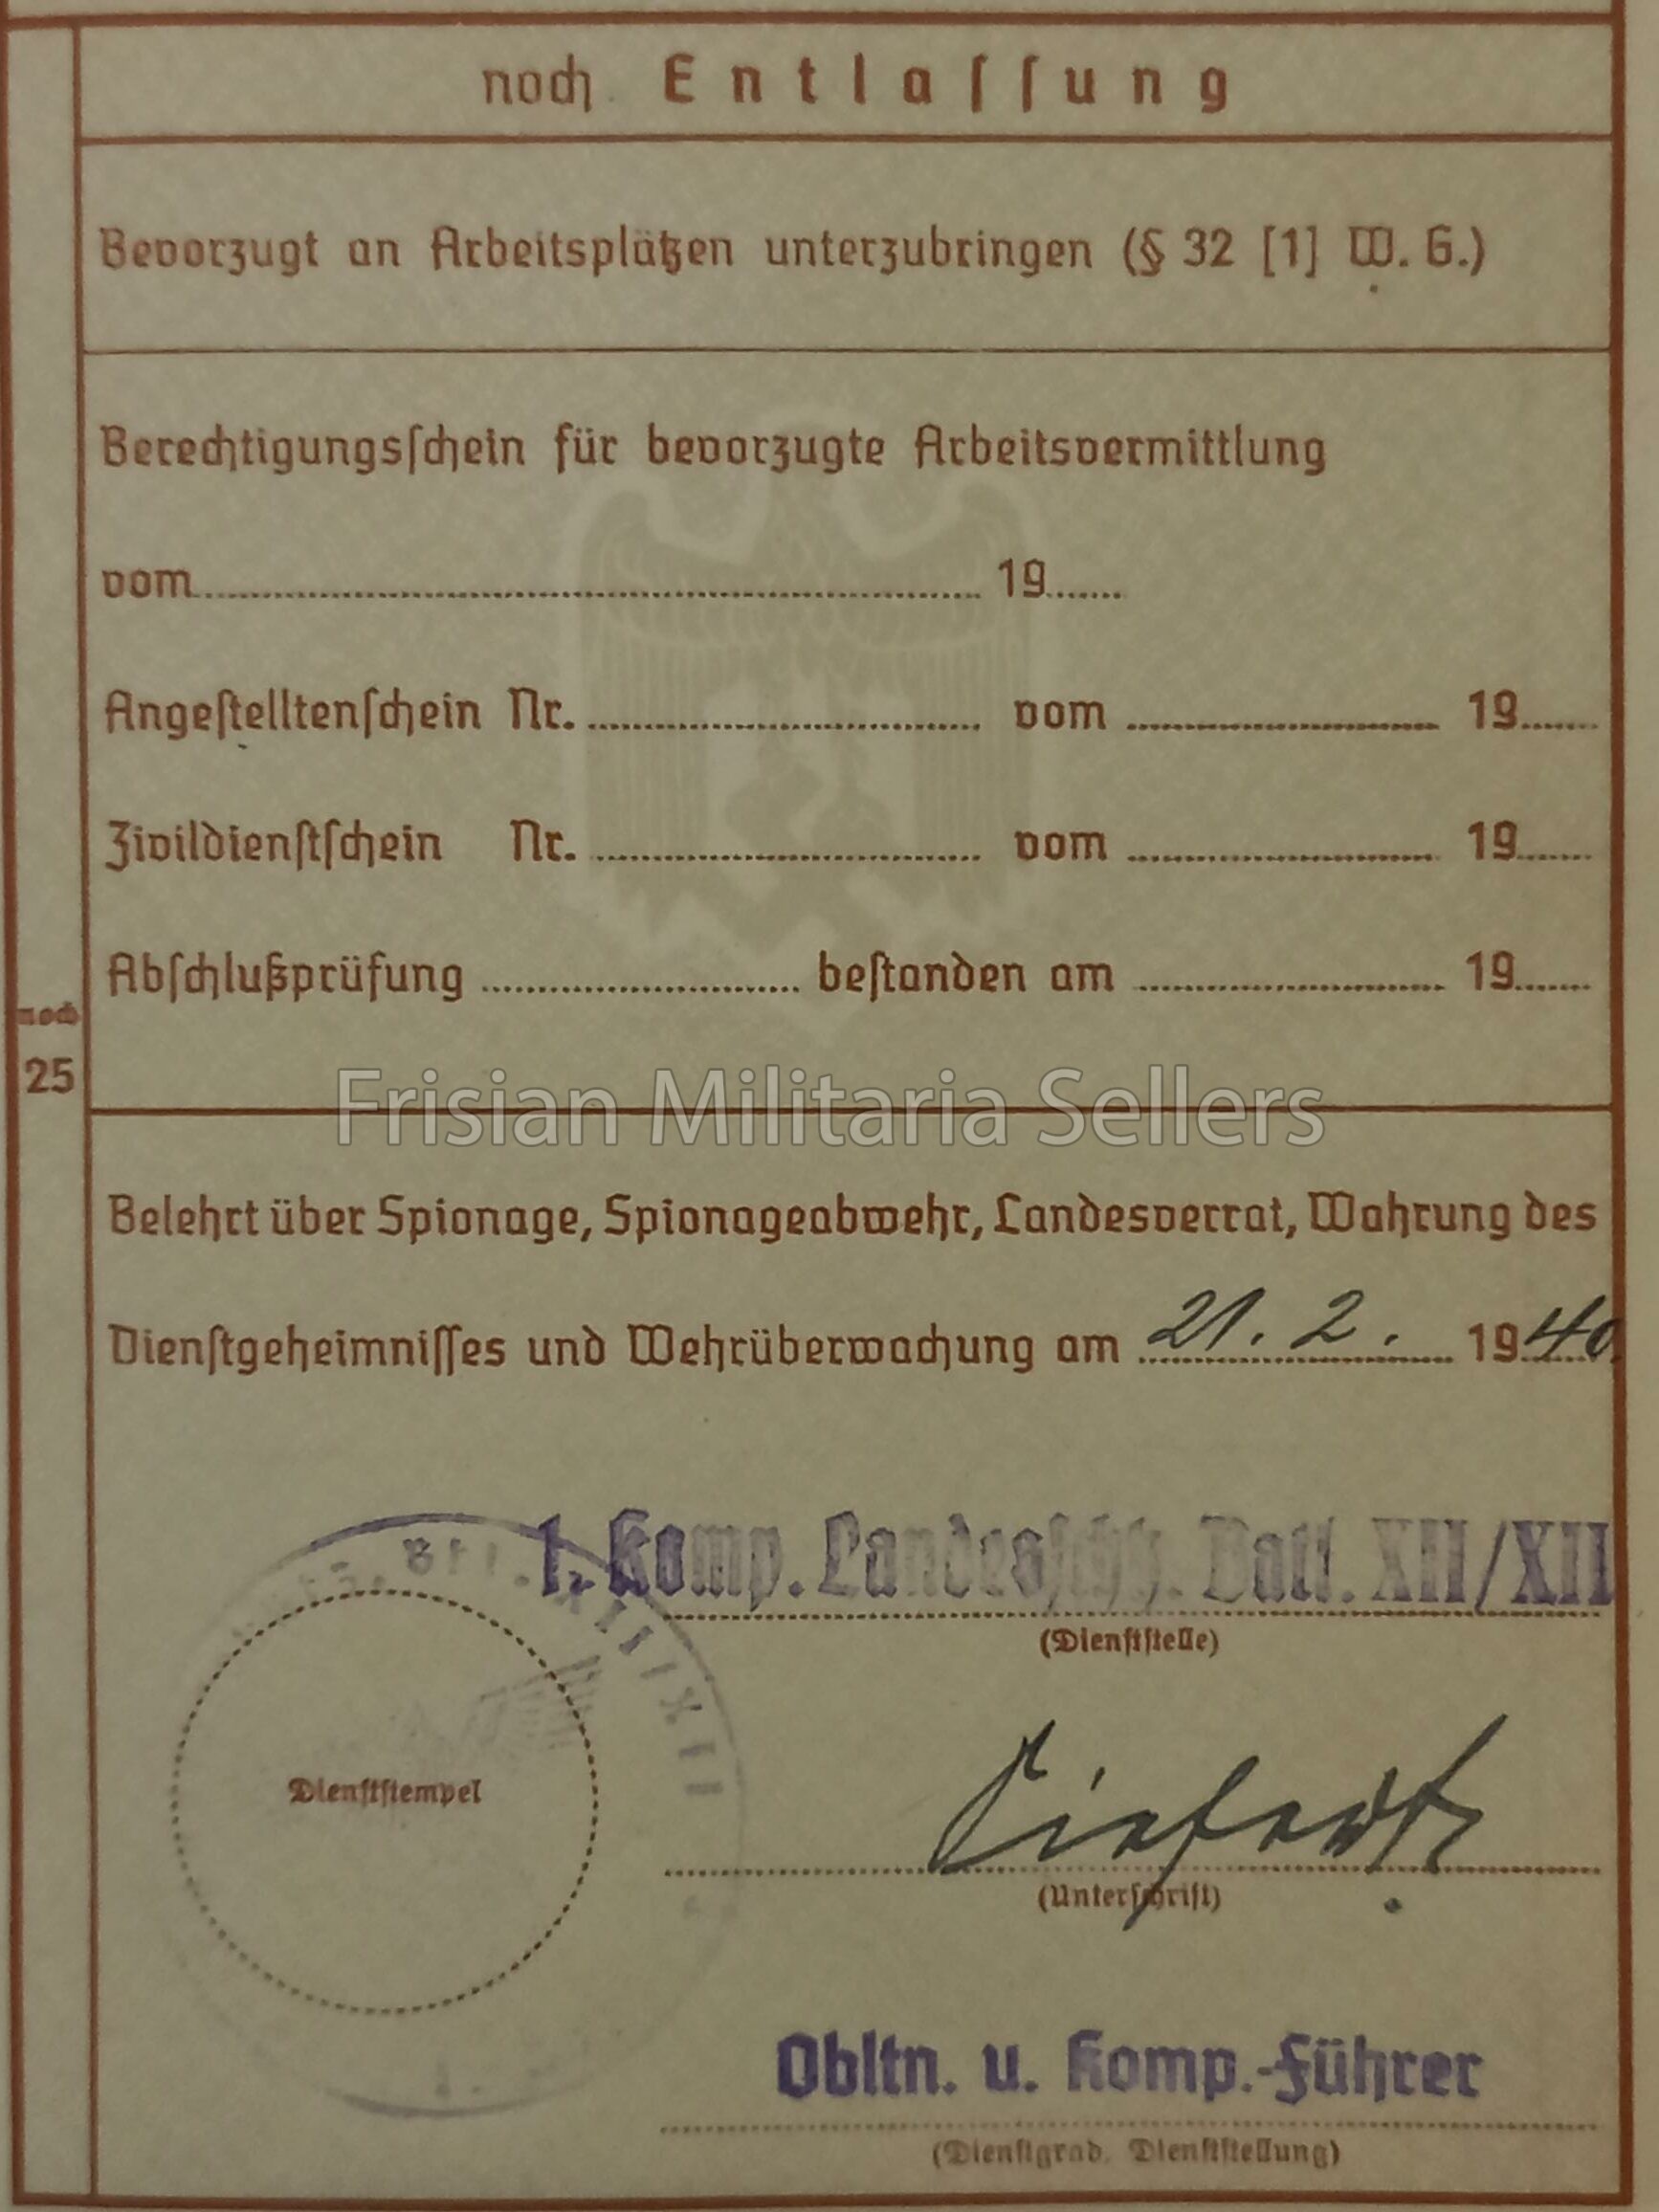 noch Entlassung
Bevorzugt an Arbeitsplätzen unterzubringen (§ 32 [1] W. G.)
Berechtigungsschein für bevorzugte Arbeitsvermittlung
vom 19
Angestelltenschein Nr. vom 19
Zivildienstschein Nr. vom 19
Abschlußprüfung bestanden am 19
noch
25
Frisian Militaria Sellers
Belehrt über Spionage, Spionageabwehr, Landesverrat, Wahrung des
Dienstgeheimnisses und Wehrüberwachung am 21. 2. 1940.
1. Komp. Landesschtz. Batl. XII/XII
(Dienststelle)
Dienststempel
(Unterschrift)
Obltn. u. Komp.-Führer
(Dienstgrad, Dienststellung)